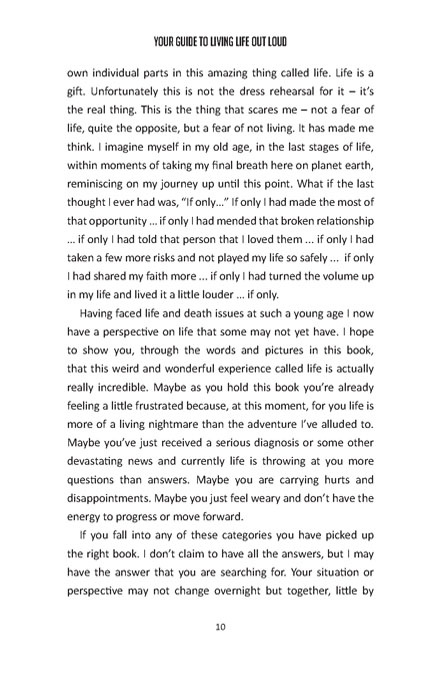 YOUR GUIDE TO LIVING LIFE OUT LOUD
own individual parts in this amazing thing called life. Life is a
gift. Unfortunately this is not the dress rehearsal for it – it's
the real thing. This is the thing that scares me – not a fear of
life, quite the opposite, but a fear of not living. It has made me
think. I imagine myself in my old age, in the last stages of life,
within moments of taking my final breath here on planet earth,
reminiscing on my journey up until this point. What if the last
thought I ever had was, “If only...” If only I had made the most of
that opportunity ... if only I had mended that broken relationship
... if only I had told that person that I loved them ... if only I had
taken a few more risks and not played my life so safely ... if only
I had shared my faith more ... if only I had turned the volume up
in my life and lived it a little louder ... if only.
Having faced life and death issues at such a young age I now
have a perspective on life that some may not yet have. I hope
to show you, through the words and pictures in this book,
that this weird and wonderful experience called life is actually
really incredible. Maybe as you hold this book you're already
feeling a little frustrated because, at this moment, for you life is
more of a living nightmare than the adventure I've alluded to.
Maybe you've just received a serious diagnosis or some other
devastating news and currently life is throwing at you more
questions than answers. Maybe you are carrying hurts and
disappointments. Maybe you just feel weary and don't have the
energy to progress or move forward.
If you fall into any of these categories you have picked up
the right book. I don't claim to have all the answers, but I may
have the answer that you are searching for. Your situation or
perspective may not change overnight but together, little by
10